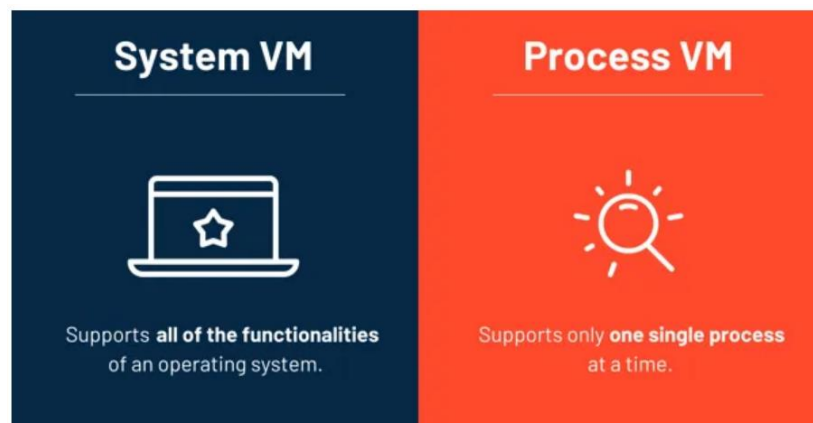 System VM
Supports all of the functionalities
of an operating system.
Process VM
Supports only one single process
at a time.